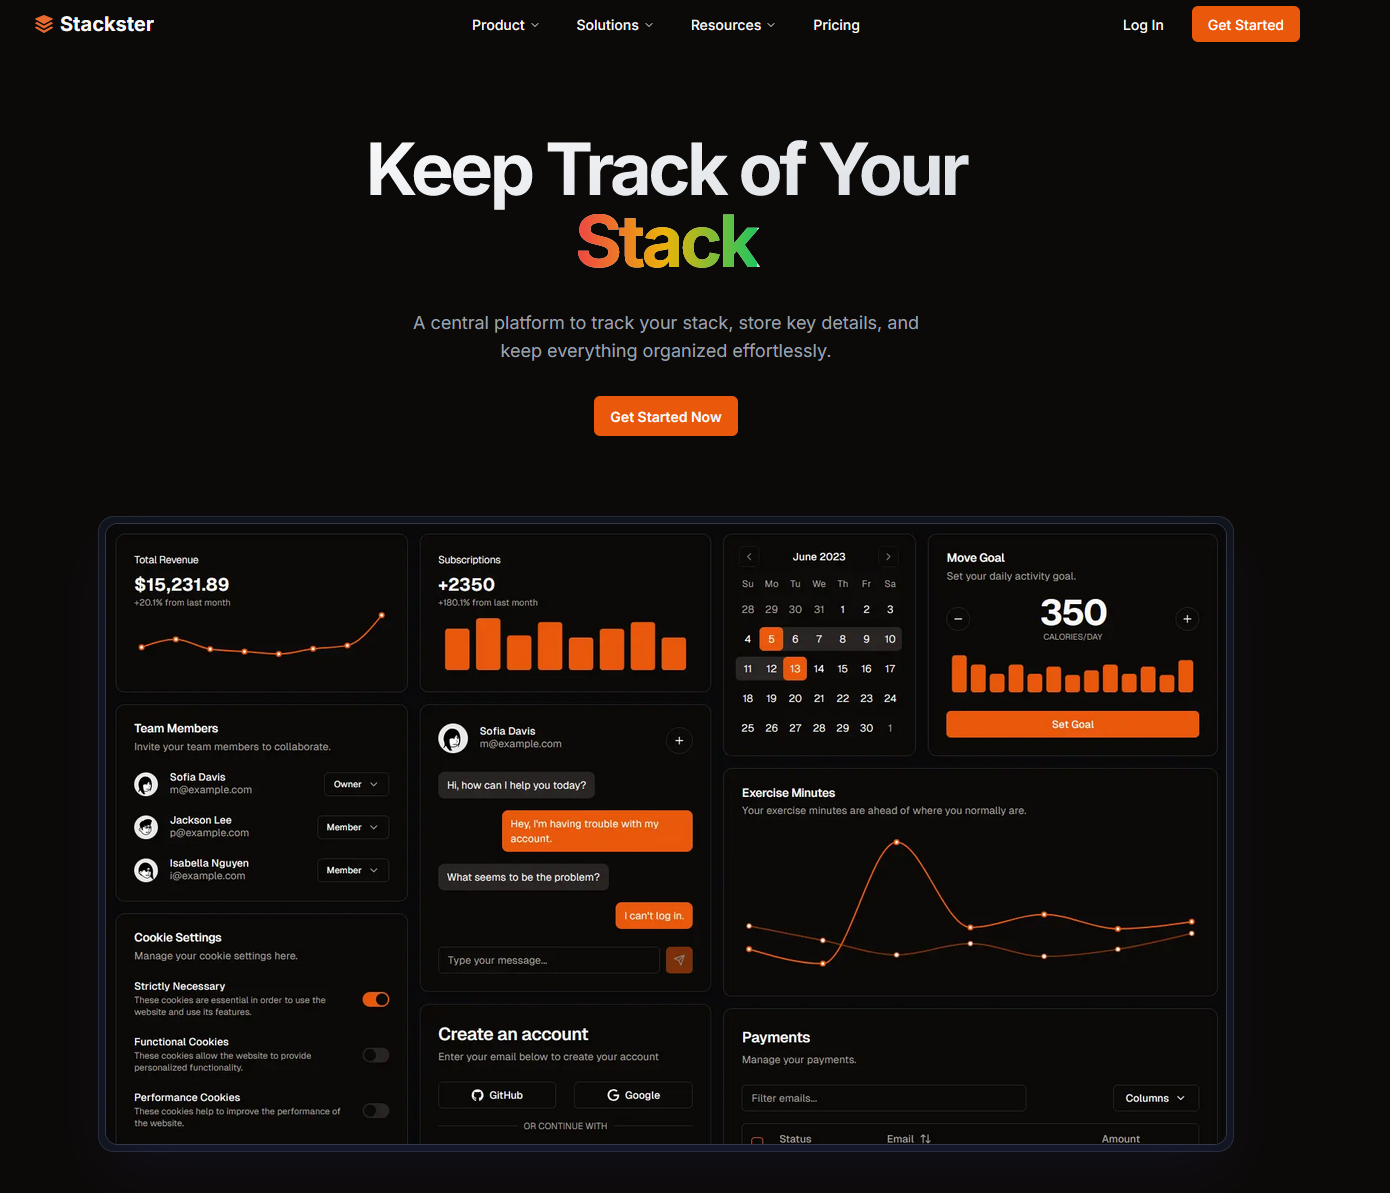 Stackster
Product
Solutions
Resources
Pricing
Log In
Get Started
Keep Track of Your
Stack
A central platform to track your stack, store key details, and
keep everything organized effortlessly.
Get Started Now
Total Revenue
$15,231.89
+20.1% from last month
Subscriptions
+2350
+180.1% from last month
June 2023
Su Mo Tu We Th Fr Sa
28 29 30 31 1 2 3
4 5 6 7 8 9 10
11 12 13 14 15 16 17
18 19 20 21 22 23 24
25 26 27 28 29 30 1
Move Goal
Set your daily activity goal.
350
CALORIES/DAY
Set Goal
Team Members
Invite your team members to collaborate.
Sofia Davis
m@example.com
Owner
Jackson Lee
p@example.com
Member
Isabella Nguyen
i@example.com
Member
Sofia Davis
m@example.com
Hi, how can I help you today?
Hey, I'm having trouble with my
account.
What seems to be the problem?
I can't log in.
Type your message...
Exercise Minutes
Your exercise minutes are ahead of where you normally are.
Cookie Settings
Manage your cookie settings here.
Strictly Necessary
These cookies are essential in order to use the
website and use its features.
Functional Cookies
These cookies allow the website to provide
personalized functionality.
Performance Cookies
These cookies help to improve the performance of
the website.
Create an account
Enter your email below to create your account
GitHub
Google
OR CONTINUE WITH
Payments
Manage your payments.
Filter emails...
Columns
Status
Email
Amount